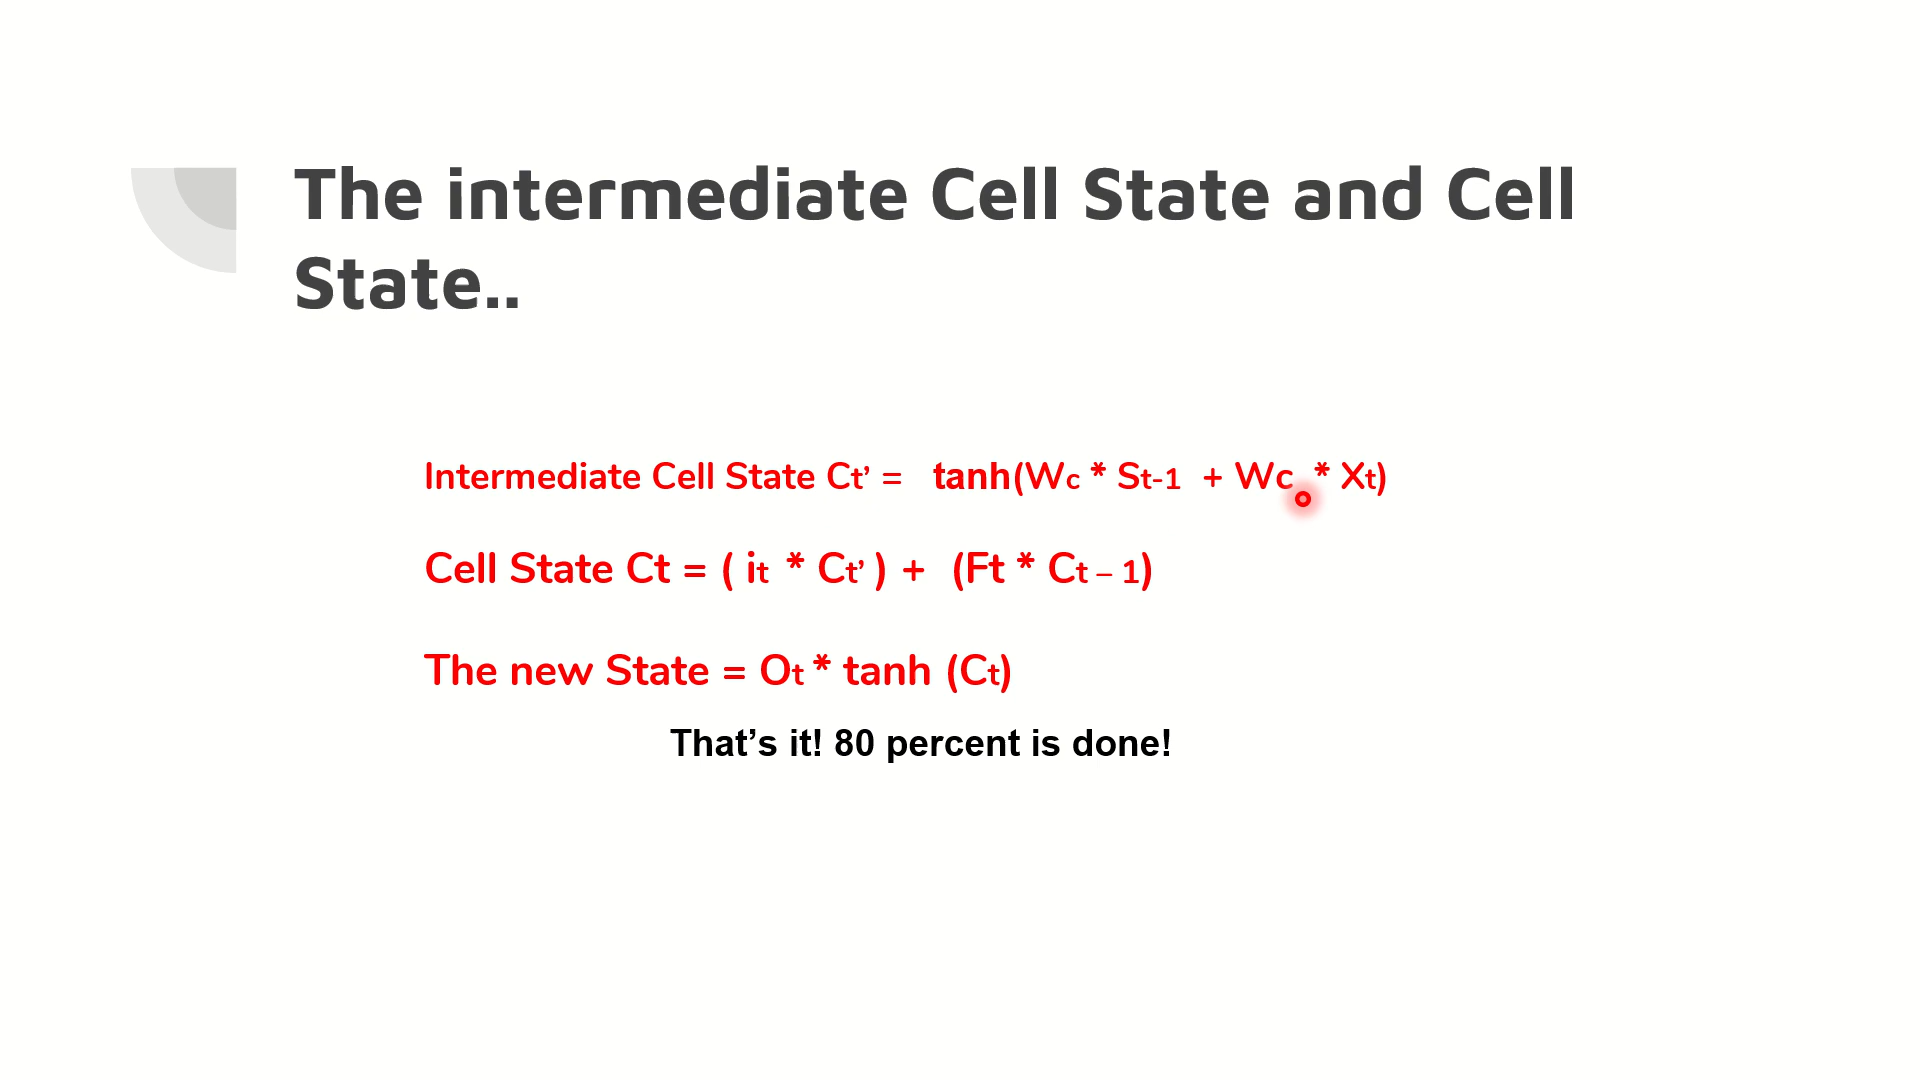 The intermediate Cell State and Cell
State..
Intermediate Cell State Ct’ = tanh(Wc * St-1 + Wc * Xt)
Cell State Ct = ( it * Ct’ ) + (Ft * Ct – 1)
The new State = Ot * tanh (Ct)
That’s it! 80 percent is done!